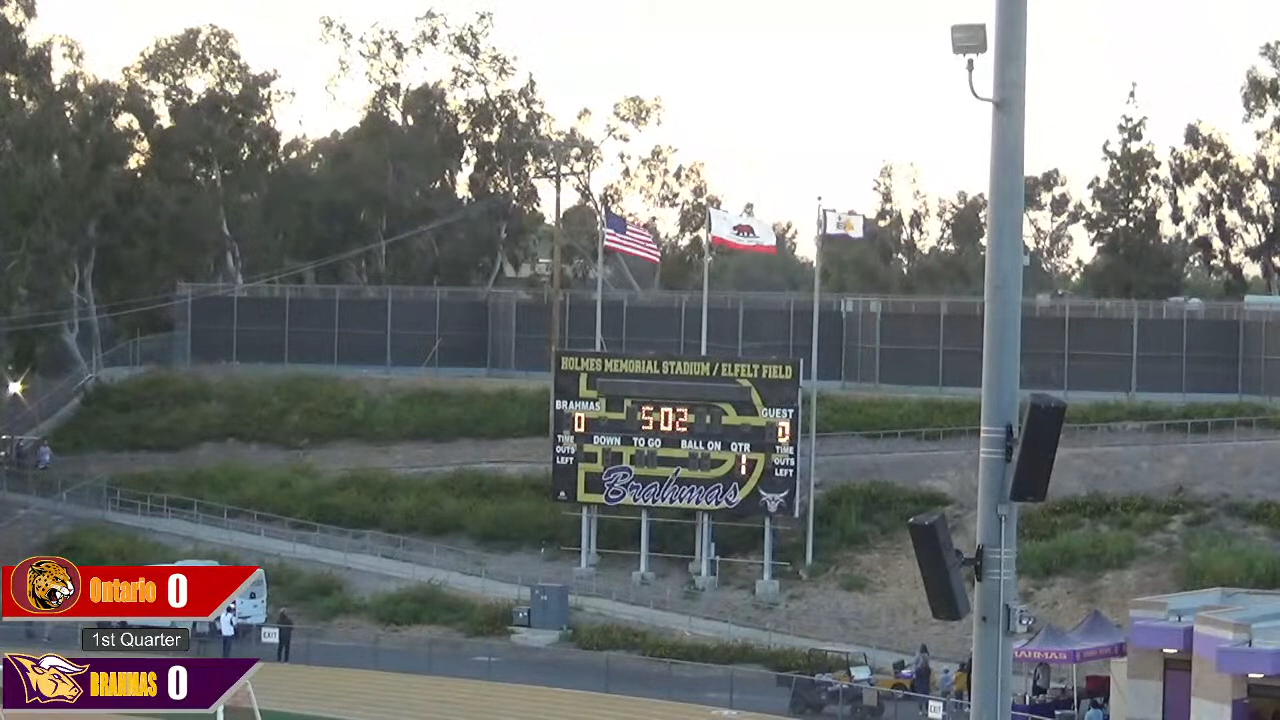 HOLMES MEMORIAL STADIUM / ELFELT FIELD
BRAHMAS 5:02 GUEST
0 0
TIME OUTS LEFT DOWN TO GO BALL ON QTR TIME OUTS LEFT
1
Brahmas
Ontario 0
1st Quarter
BRAHMAS 0
EXIT
EXIT
BRAHMAS